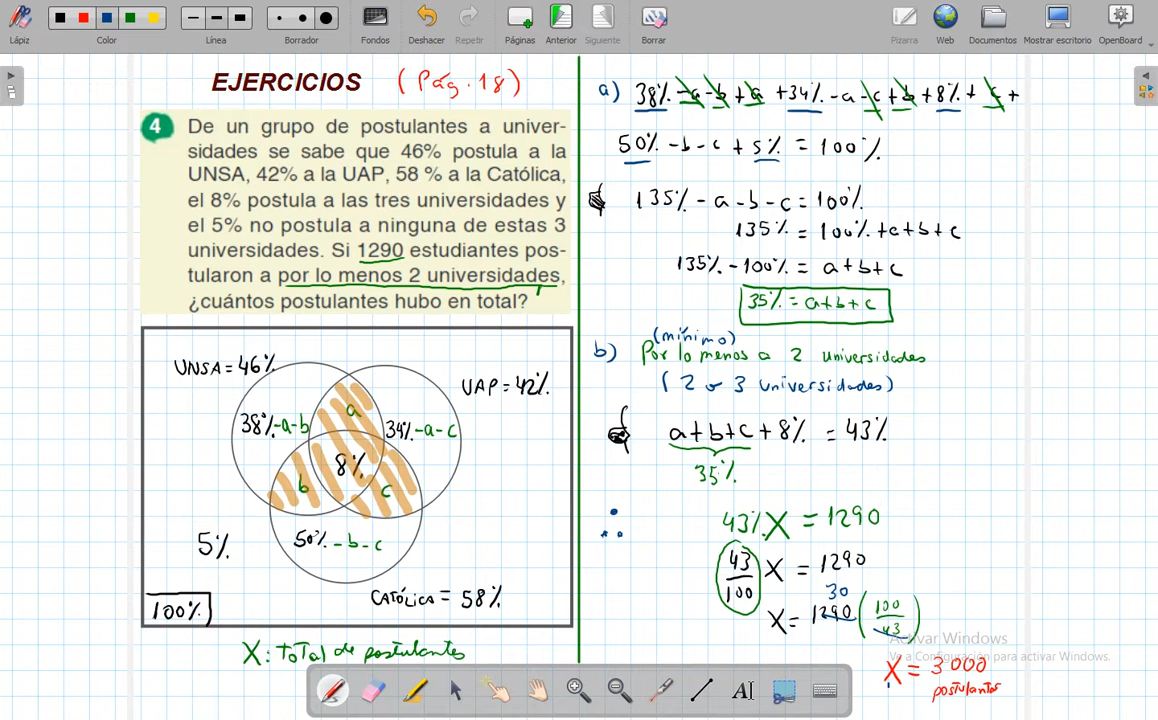 Lápiz
Color
Línea
Borrador
Fondos
Deshacer
Repetir
Páginas
Anterior
Siguiente
Borrar
Pizarra
Web
Documentos
Mostrar escritorio
OpenBoard
EJERCICIOS (Pág. 18)
4
De un grupo de postulantes a univer-
sidades se sabe que 46% postula a la
UNSA, 42% a la UAP, 58 % a la Católica,
el 8% postula a las tres universidades y
el 5% no postula a ninguna de estas 3
universidades. Si 1290 estudiantes pos-
tularon a por lo menos 2 universidades,
¿cuántos postulantes hubo en total?
UNSA = 46%
UAP = 42%
38% -a-b
a
34% -a-c
8%
b
c
5%
50% -b-c
CATÓLICA = 58%
100%
X: total de postulantes
a) 38% -a-b+a +34% -a-c+b+8%+c+
50% -b-c+5% = 100%
135% -a-b-c = 100%
135% = 100% +a+b+c
135% -100% = a+b+c
35% = a+b+c
(mínimo)
b) Por lo menos a 2 universidades
(2 o 3 universidades)
a+b+c +8% = 43%
35%
∴ 43% X = 1290
43/100 X = 1290
30
X = 1290 (100/43)
X = 3000
postulantes
Activar Windows
Ve a Configuración para activar Windows.